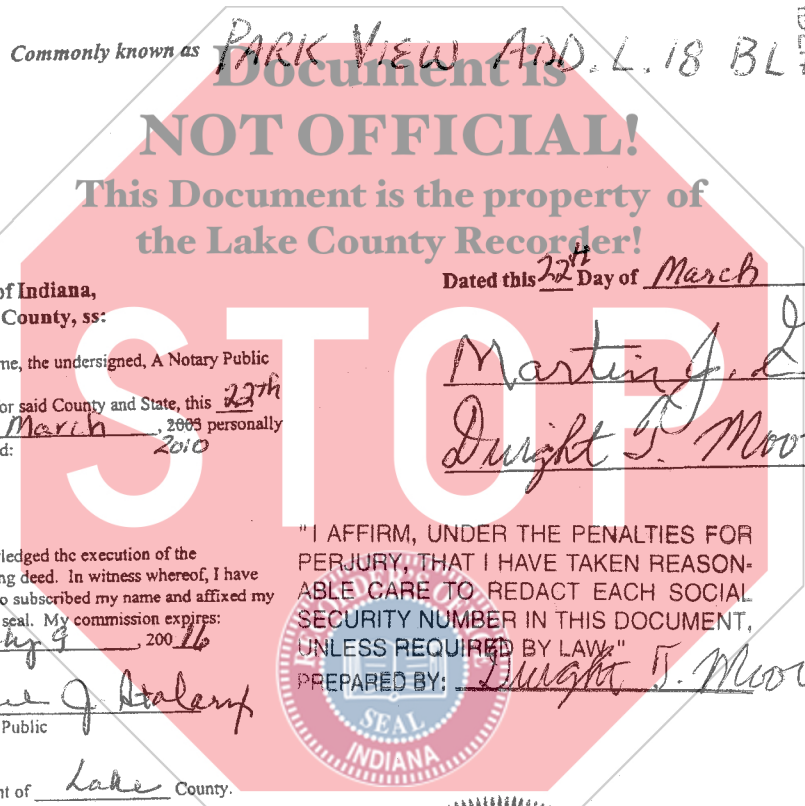 Commonly known as PARK VIEW ADD. L. 18 BL
Document is
NOT OFFICIAL!
This Document is the property of
the Lake County Recorder!
Dated this 22th Day of March
of Indiana,
County, ss:
me, the undersigned, A Notary Public
or said County and State, this 22th
March, 2003 personally
2010
d:
Martin J.
Dwight T. Moo
STOP
ledged the execution of the
ng deed. In witness whereof, I have
o subscribed my name and affixed my
seal. My commission expires:
9, 200 16
"I AFFIRM, UNDER THE PENALTIES FOR
PERJURY, THAT I HAVE TAKEN REASON-
ABLE CARE TO REDACT EACH SOCIAL
SECURITY NUMBER IN THIS DOCUMENT,
UNLESS REQUIRED BY LAW."
PREPARED BY: Dwight T. Moo
J
Public
nt of Lake County.
RECORDER'S OFFICE
SEAL
INDIANA